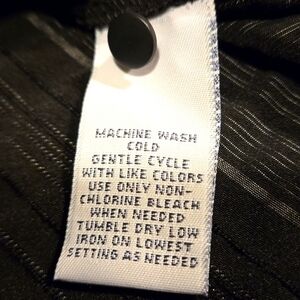 MACHINE WASH
COLD
GENTLE CYCLE
WITH LIKE COLORS
USE ONLY NON-
CHLORINE BLEACH
WHEN NEEDED
TUMBLE DRY LOW
IRON ON LOWEST
SETTING AS NEEDED